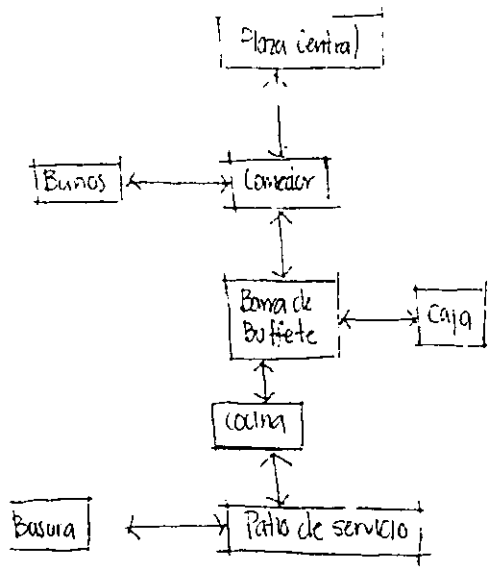 Plaza Central
Baños
Comedor
Barra de
Buffete
Caja
Cocina
Basura
Patio de servicio